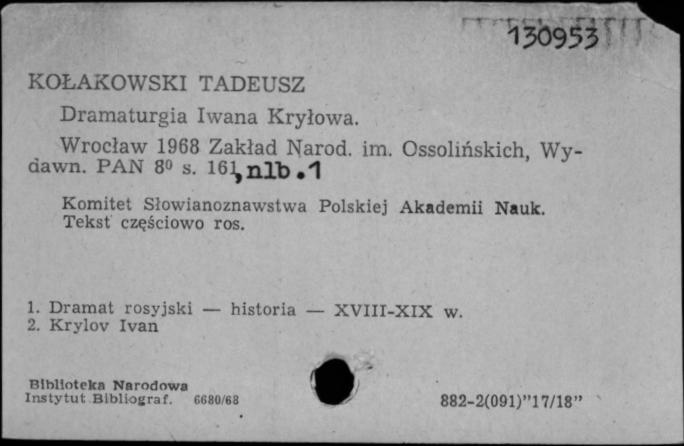 130953
KOŁAKOWSKI TADEUSZ
Dramaturgia Iwana Kryłowa.
Wrocław 1968 Zakład Narod. im. Ossolińskich, Wy-
dawn. PAN 8⁰ s. 161, nlb. 1
Komitet Słowianoznawstwa Polskiej Akademii Nauk.
Tekst częściowo ros.
1. Dramat rosyjski — historia — XVIII-XIX w.
2. Krylov Ivan
Biblioteka Narodowa
Instytut Bibliograf. 6680/68
882-2(091)"17/18"